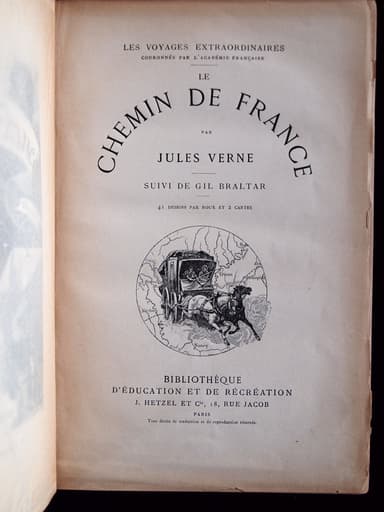 LES VOYAGES EXTRAORDINAIRES
COURONNÉS PAR L'ACADÉMIE FRANÇAISE
LE
CHEMIN DE FRANCE
PAR
JULES VERNE
SUIVI DE GIL BRALTAR
41 DESSINS PAR ROUX ET 2 CARTES
BIBLIOTHÈQUE
D'ÉDUCATION ET DE RÉCRÉATION
J. HETZEL ET Cie, 18, RUE JACOB
PARIS
Tous droits de traduction et de reproduction réservés.